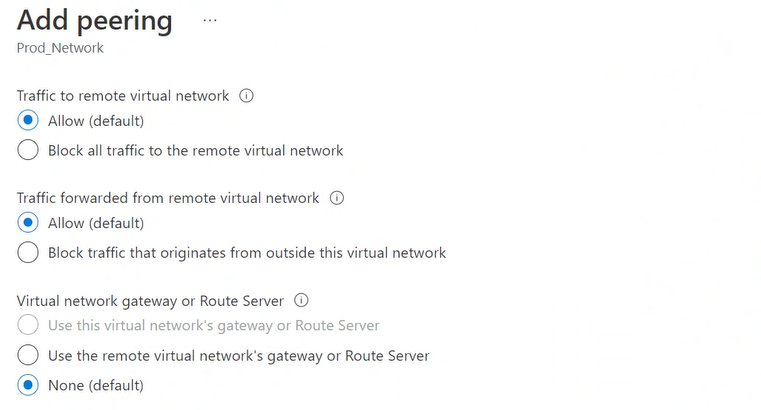 Add peering ...
Prod_Network
Traffic to remote virtual network
Allow (default)
Block all traffic to the remote virtual network
Traffic forwarded from remote virtual network
Allow (default)
Block traffic that originates from outside this virtual network
Virtual network gateway or Route Server
Use this virtual network's gateway or Route Server
Use the remote virtual network's gateway or Route Server
None (default)